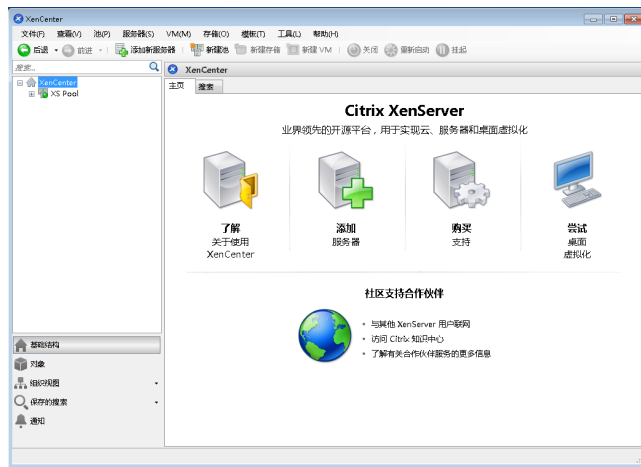 XenCenter
文件(F) 查看(V) 池(P) 服务器(S) VM(M) 存储(O) 模板(T) 工具(L) 帮助(H)
后退 前进 添加新服务器 新建池 新建存储 新建 VM 关闭 重新启动 挂起
搜索...
XenCenter
XS Pool
XenCenter
主页 搜索
Citrix XenServer
业界领先的开源平台，用于实现云、服务器和桌面虚拟化
了解
关于使用
XenCenter
添加
服务器
购买
支持
尝试
桌面
虚拟化
社区支持合作伙伴
• 与其他 XenServer 用户联网
• 访问 Citrix 知识中心
• 了解有关合作伙伴服务的更多信息
基础结构
对象
组织视图
保存的搜索
通知